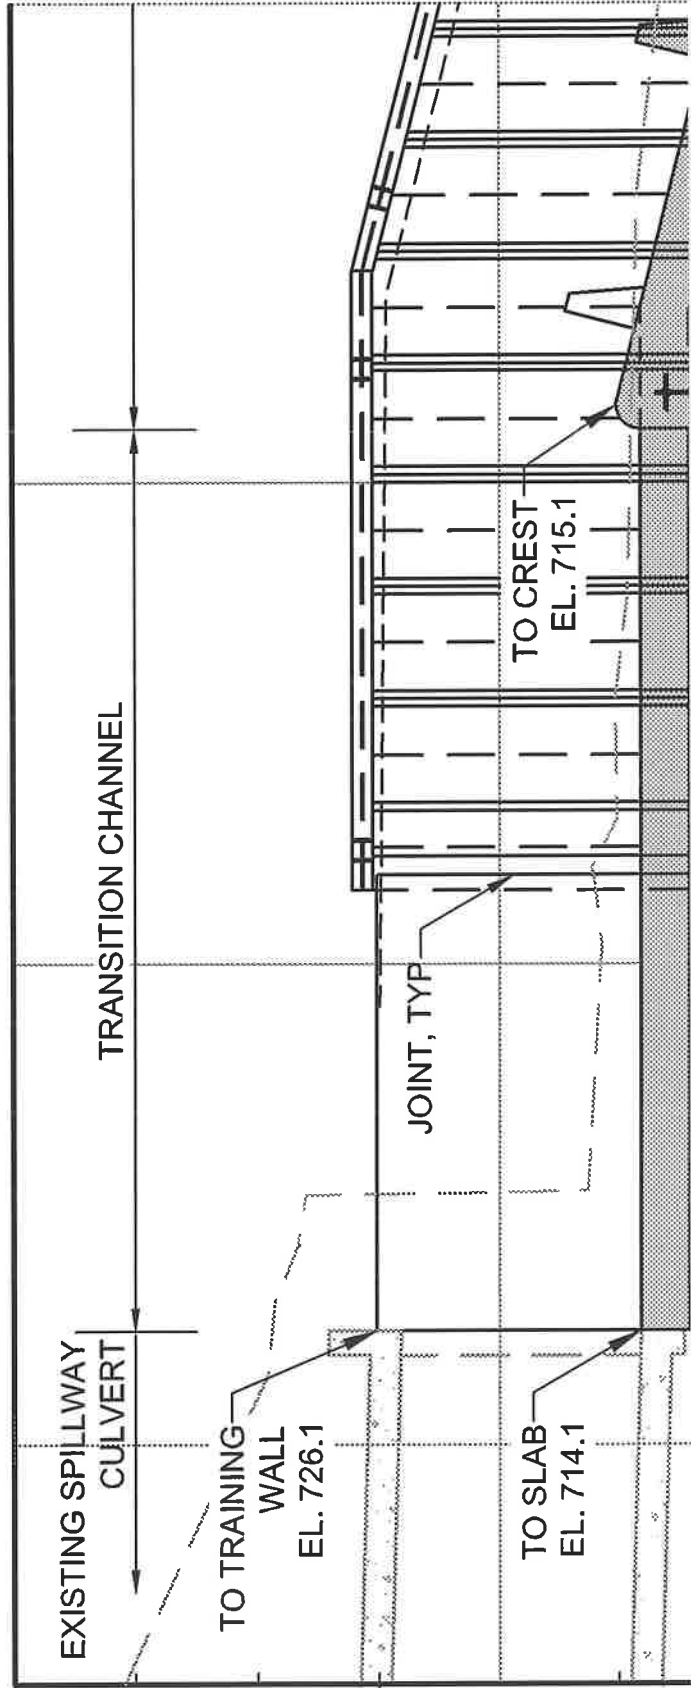 EXISTING SPILLWAY
CULVERT
TRANSITION CHANNEL
TO TRAINING
WALL
EL. 726.1
JOINT, TYP
TO SLAB
EL. 714.1
TO CREST
EL. 715.1